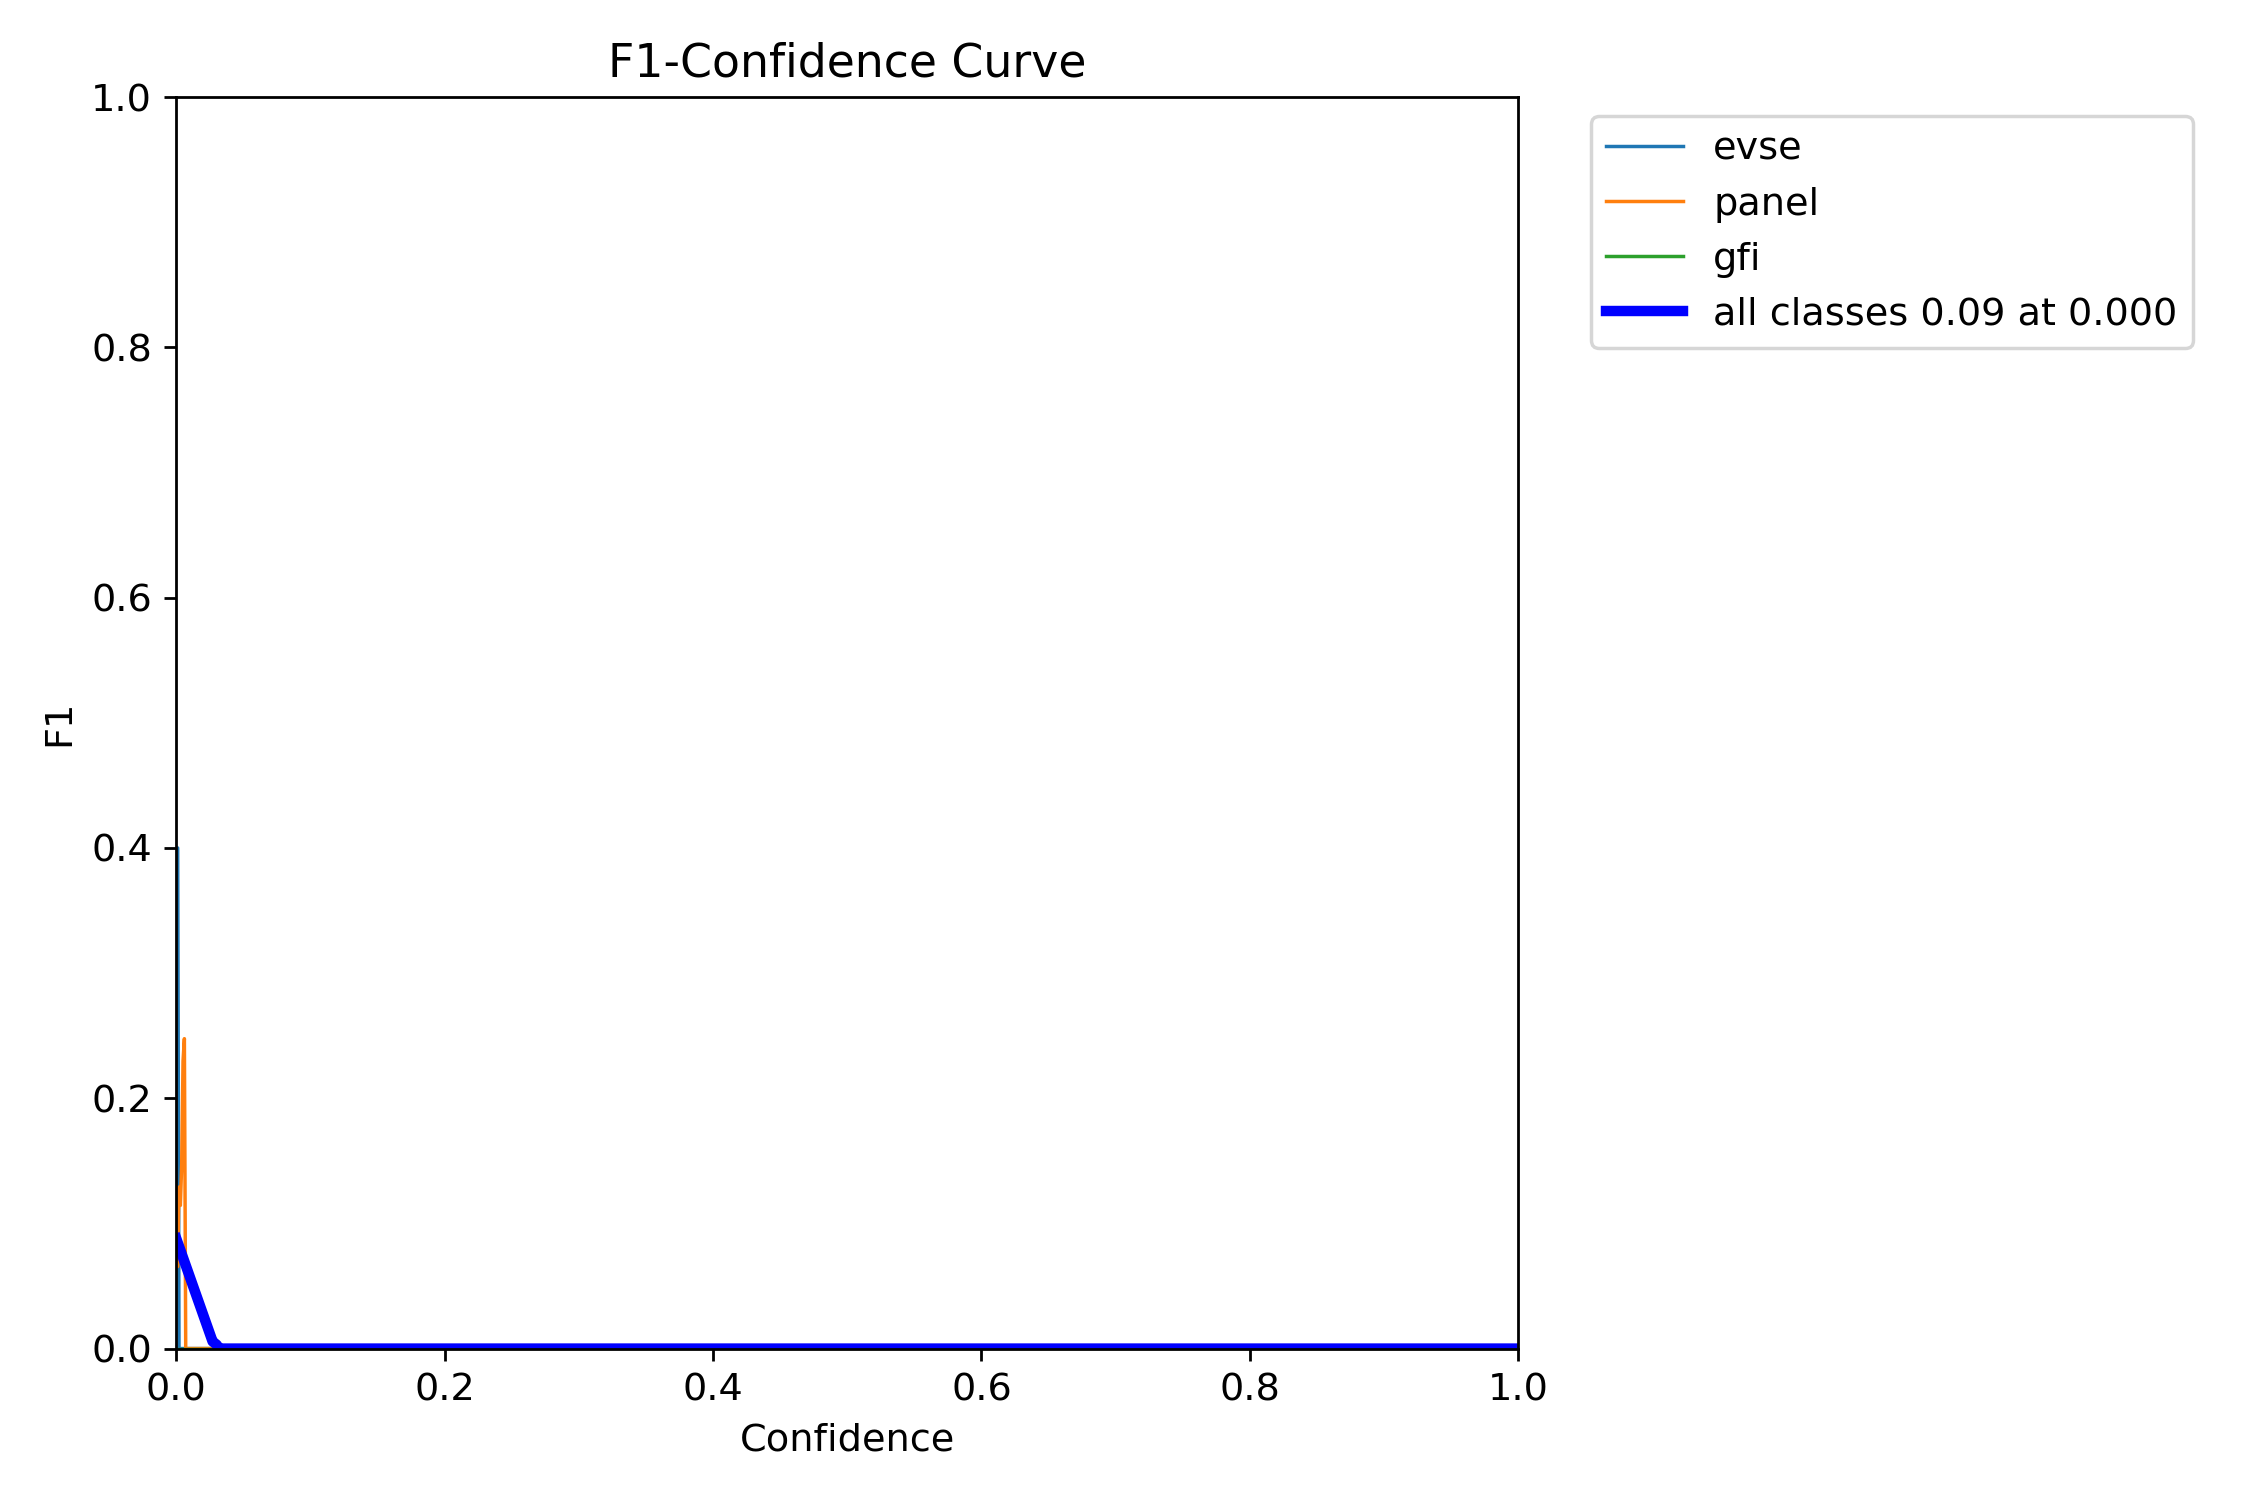 F1-Confidence Curve
1.0
0.8
0.6
0.4
0.2
0.0
F1
0.0 0.2 0.4 0.6 0.8 1.0
Confidence
evse
panel
gfi
all classes 0.09 at 0.000